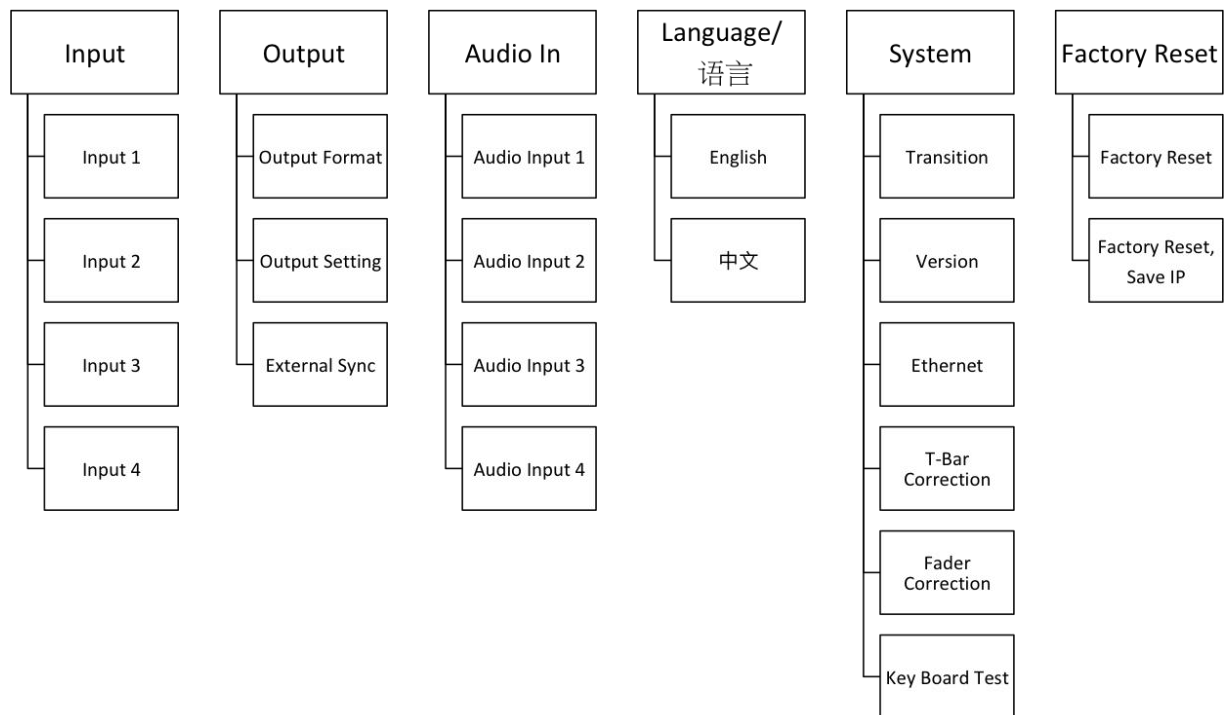 Input
Input 1
Input 2
Input 3
Input 4
Output
Output Format
Output Setting
External Sync
Audio In
Audio Input 1
Audio Input 2
Audio Input 3
Audio Input 4
Language/
语言
English
中文
System
Transition
Version
Ethernet
T-Bar
Correction
Fader
Correction
Key Board Test
Factory Reset
Factory Reset
Factory Reset,
Save IP